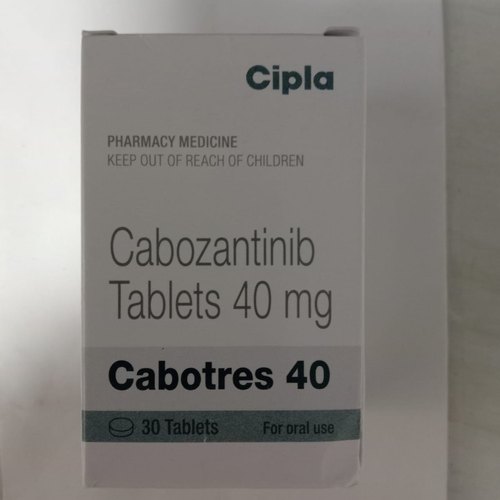 Cipla
PHARMACY MEDICINE
KEEP OUT OF REACH OF CHILDREN
Cabozantinib
Tablets 40 mg
Cabotres 40
30 Tablets For oral use